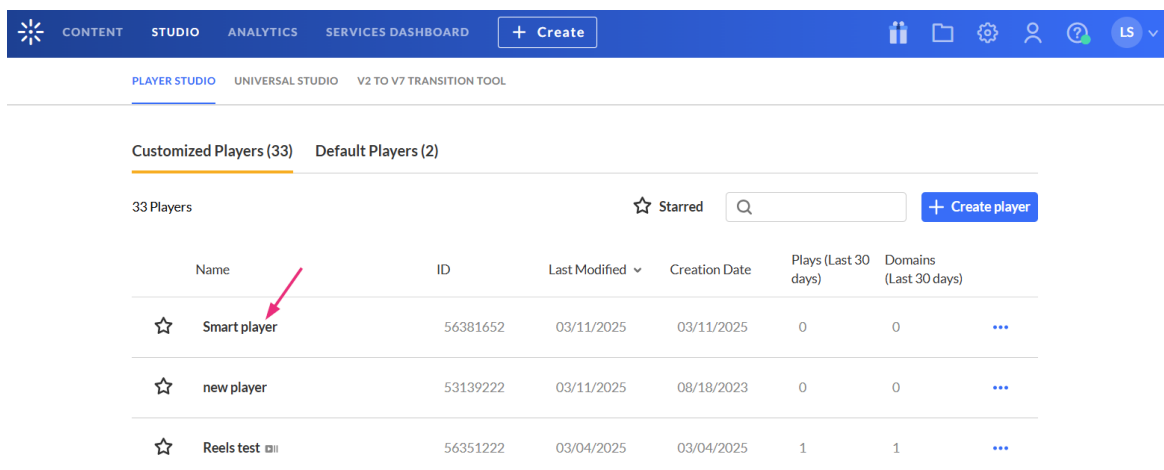 CONTENT STUDIO ANALYTICS SERVICES DASHBOARD + Create LS
PLAYER STUDIO UNIVERSAL STUDIO V2 TO V7 TRANSITION TOOL
Customized Players (33) Default Players (2)
33 Players Starred + Create player
Name ID Last Modified Creation Date Plays (Last 30 days) Domains (Last 30 days)
Smart player 56381652 03/11/2025 03/11/2025 0 0
new player 53139222 03/11/2025 08/18/2023 0 0
Reels test 56351222 03/04/2025 03/04/2025 1 1